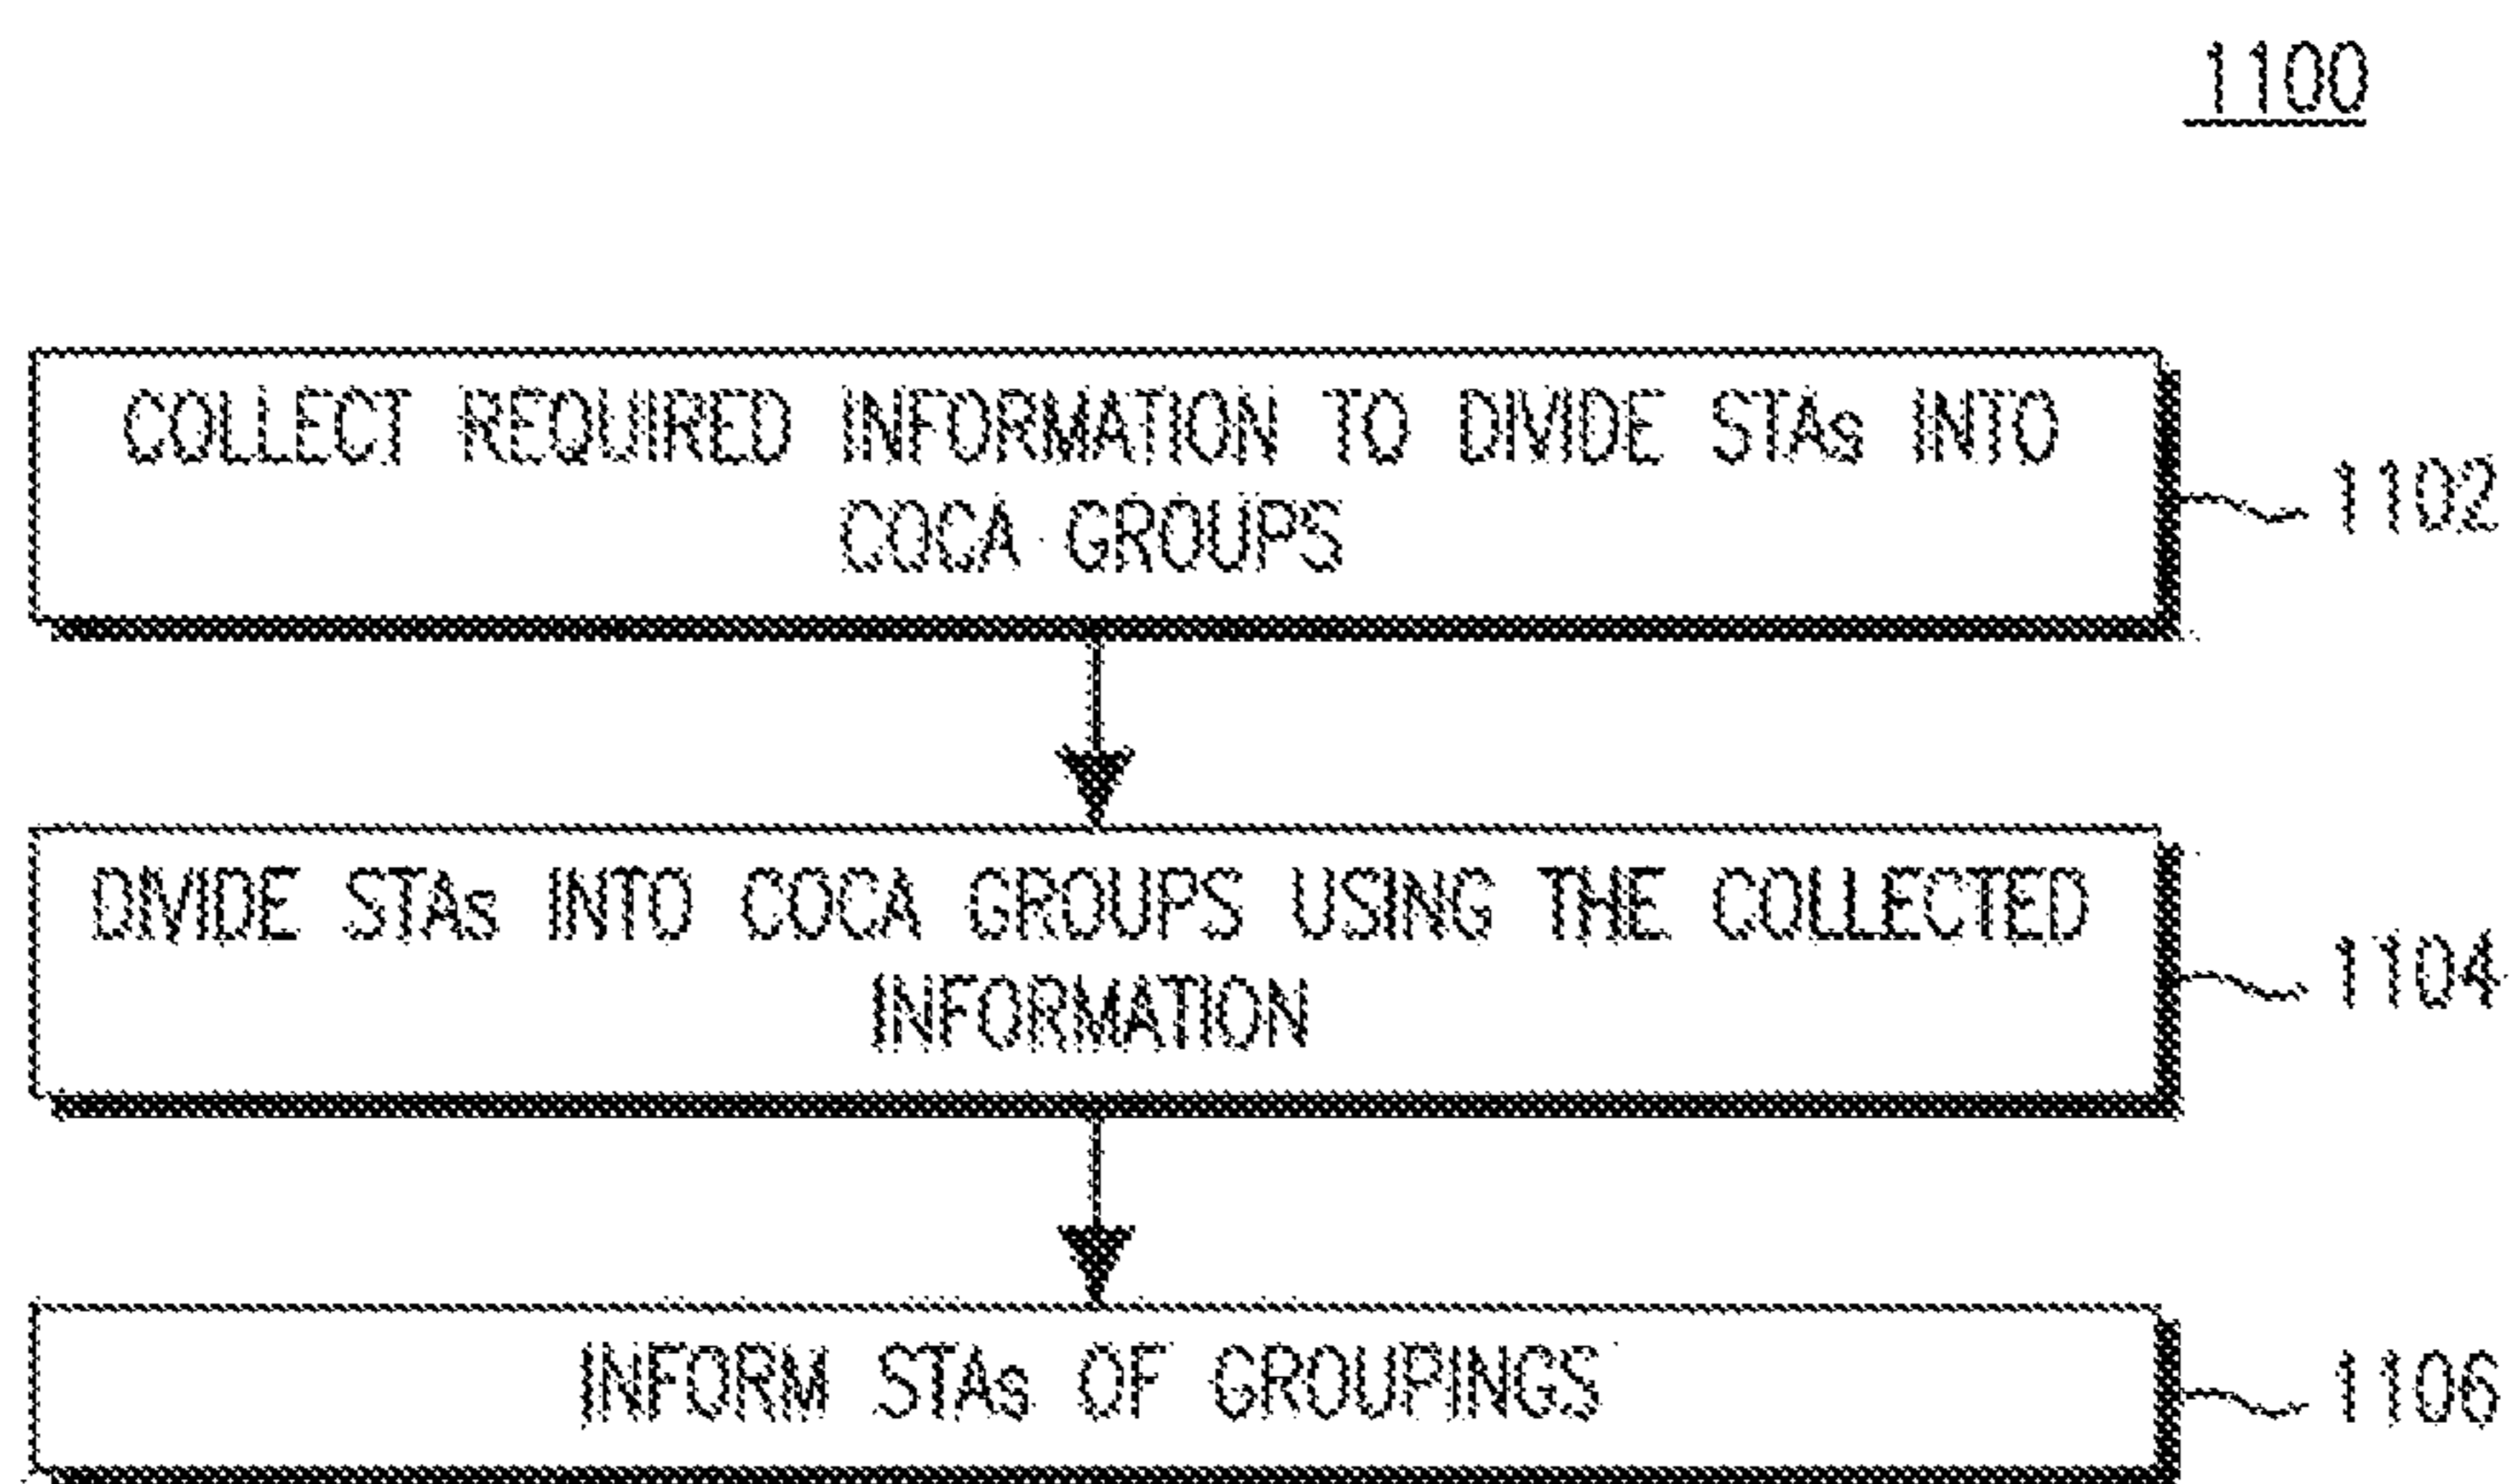 1100
COLLECT REQUIRED INFORMATION TO DIVIDE STAs INTO
COCA GROUPS
1102
DIVIDE STAs INTO COCA GROUPS USING THE COLLECTED
INFORMATION
1104
INFORM STAs OF GROUPINGS
1106